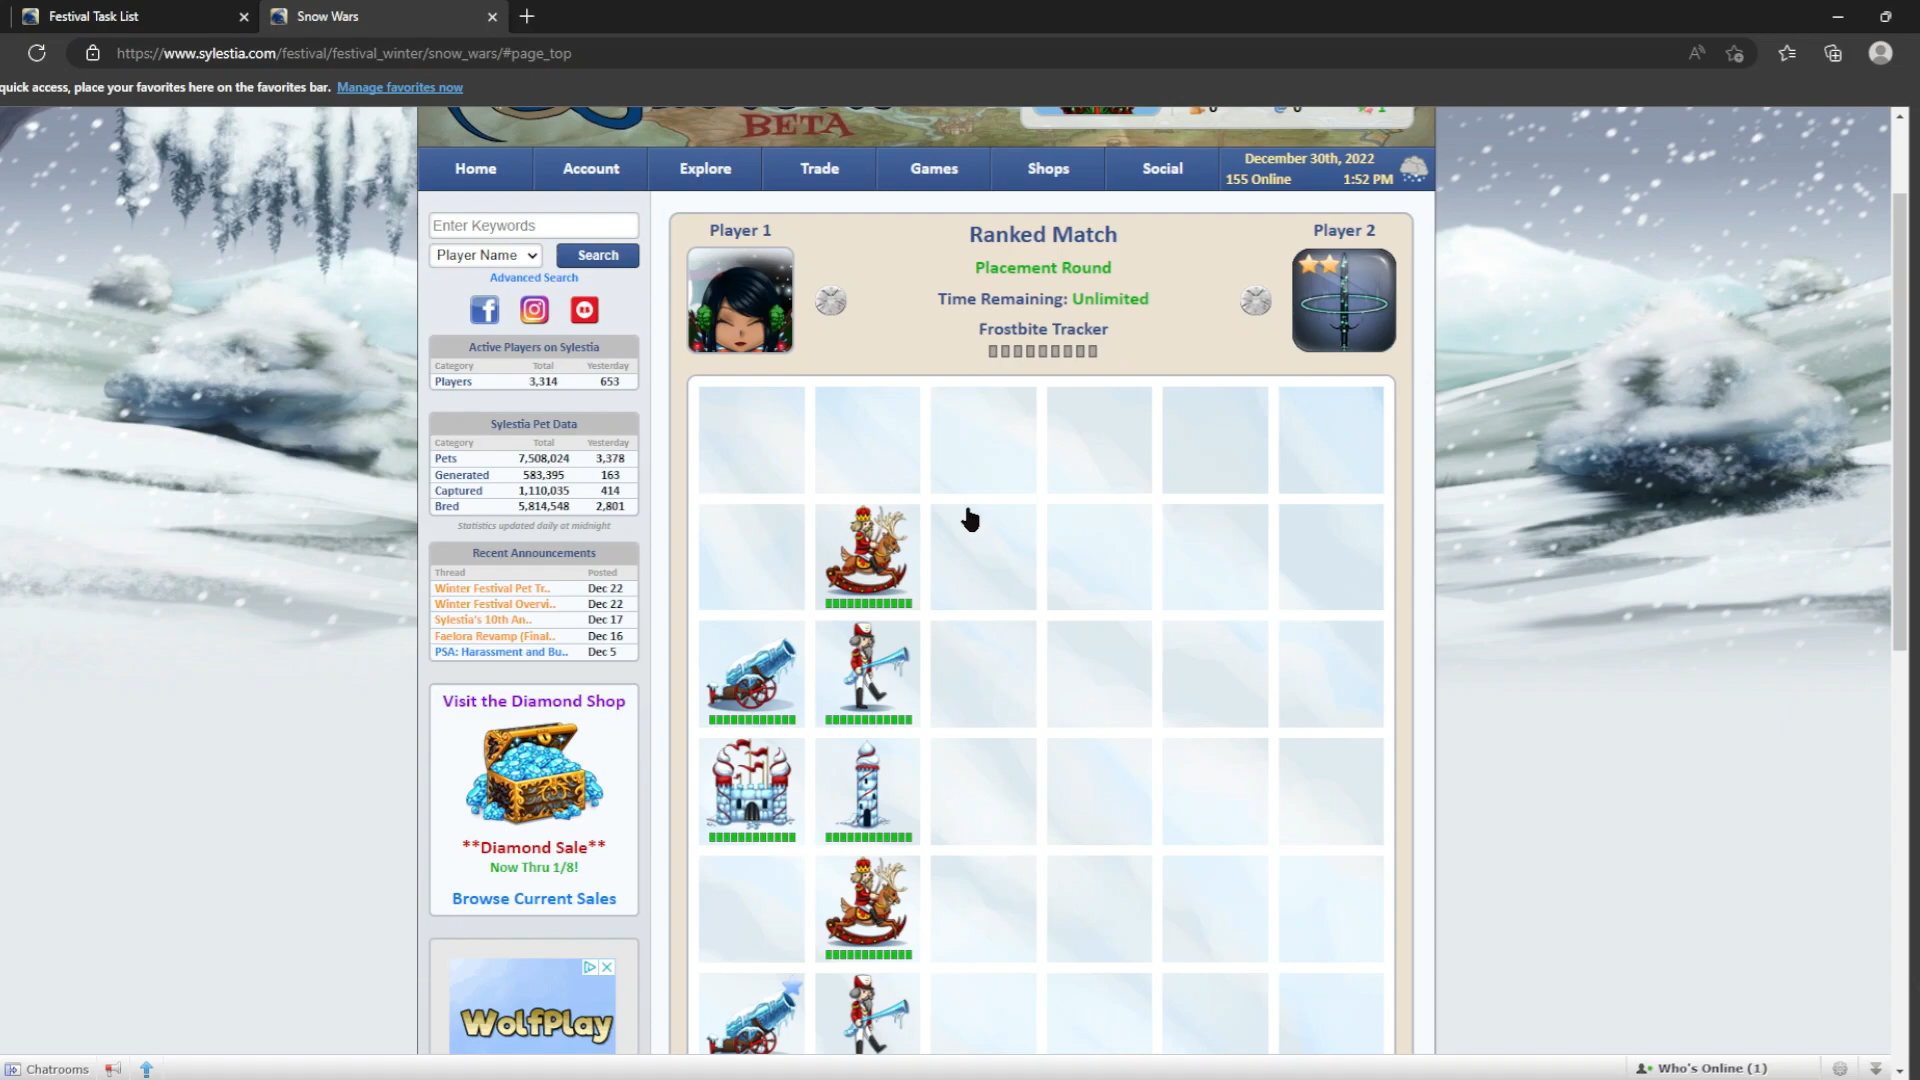 Festival Task List
Snow Wars
https://www.sylestia.com/festival/festival_winter/snow_wars/#page_top
quick access, place your favorites here on the favorites bar. Manage favorites now
BETA
Home Account Explore Trade Games Shops Social
December 30th, 2022
155 Online 1:52 PM
Enter Keywords
Player Name Search
Advanced Search
Active Players on Sylestia
Category Total Yesterday
Players 3,314 653
Sylestia Pet Data
Category Total Yesterday
Pets 7,508,024 3,378
Generated 583,395 163
Captured 1,110,035 414
Bred 5,814,548 2,801
Statistics updated daily at midnight
Recent Announcements
Thread Posted
Winter Festival Pet Tr.. Dec 22
Winter Festival Overvi.. Dec 22
Sylestia's 10th An.. Dec 17
Faelora Revamp (Final.. Dec 16
PSA: Harassment and Bu.. Dec 5
Visit the Diamond Shop
**Diamond Sale**
Now Thru 1/8!
Browse Current Sales
WolfPlay
Player 1
Ranked Match
Player 2
Placement Round
Time Remaining: Unlimited
Frostbite Tracker
Chatrooms
Who's Online (1)